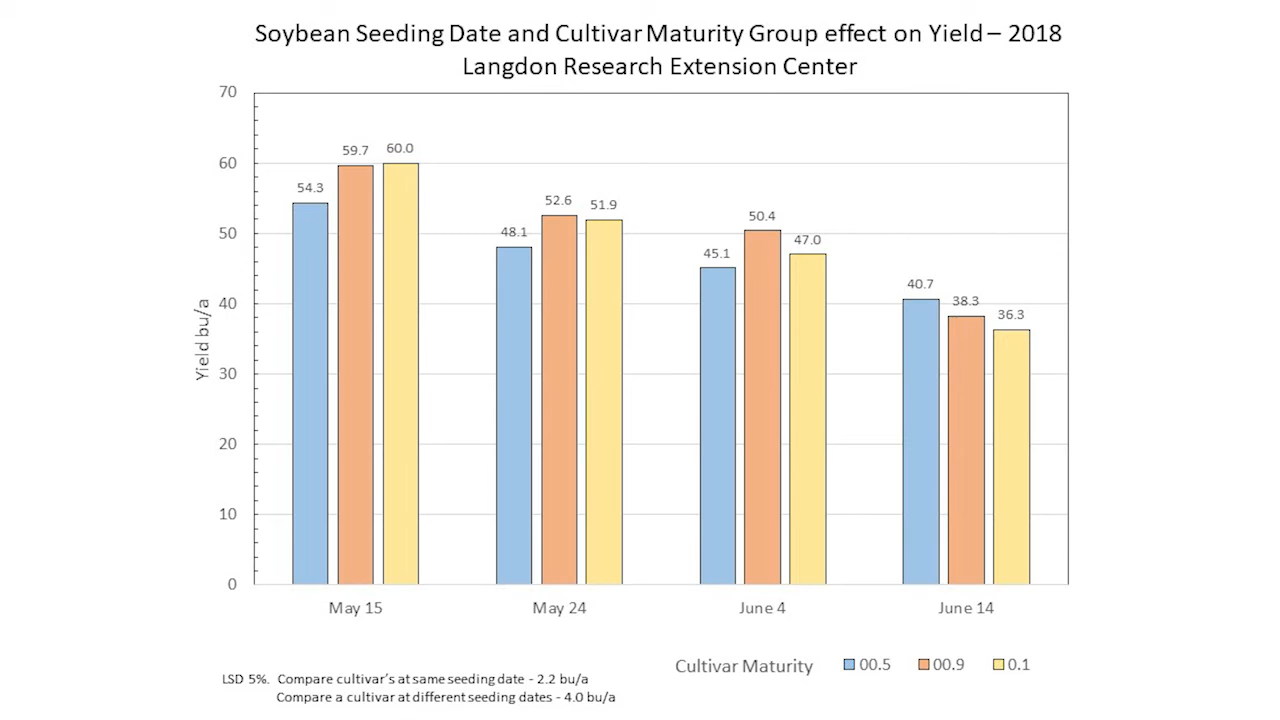 Soybean Seeding Date and Cultivar Maturity Group effect on Yield – 2018
Langdon Research Extension Center
Yield bu/a
70
60
50
40
30
20
10
0
54.3
59.7
60.0
48.1
52.6
51.9
45.1
50.4
47.0
40.7
38.3
36.3
May 15
May 24
June 4
June 14
Cultivar Maturity 00.5 00.9 0.1
LSD 5%. Compare cultivar's at same seeding date - 2.2 bu/a
Compare a cultivar at different seeding dates - 4.0 bu/a